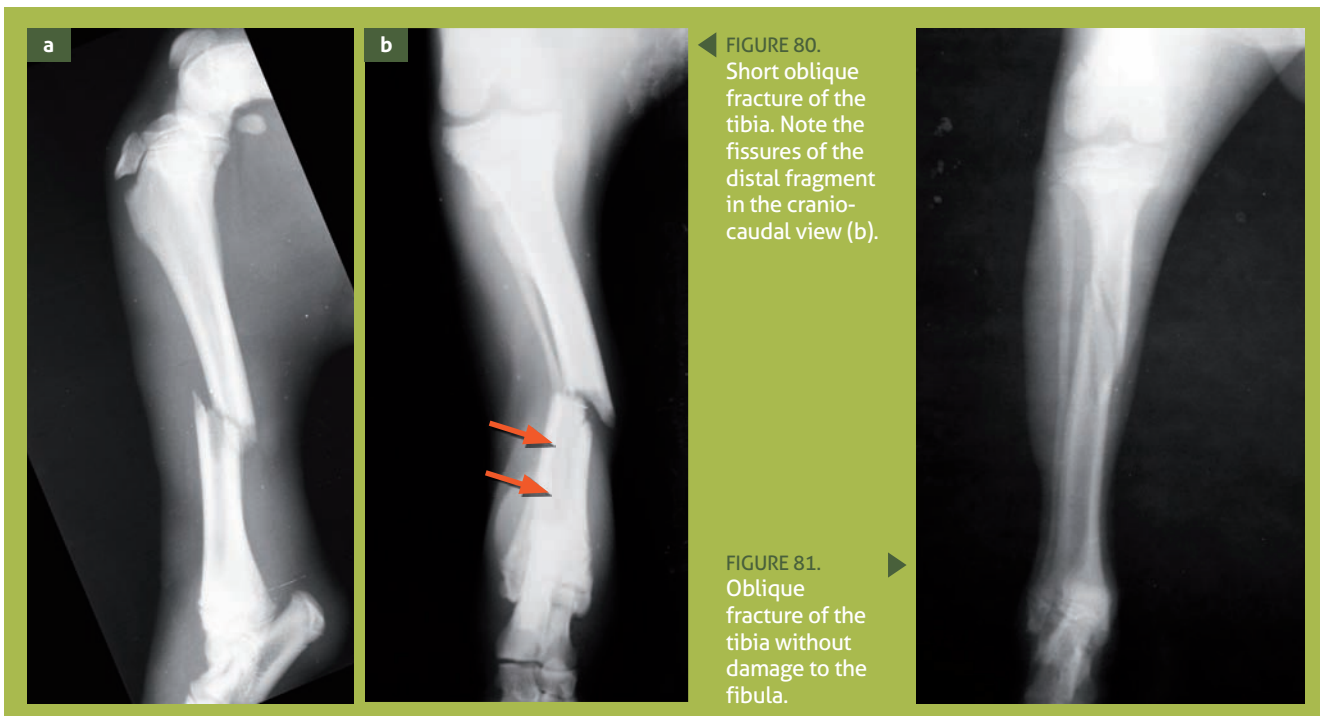 a
b
FIGURE 80.
Short oblique
fracture of the
tibia. Note the
fissures of the
distal fragment
in the cranio-
caudal view (b).
FIGURE 81.
Oblique
fracture of the
tibia without
damage to the
fibula.